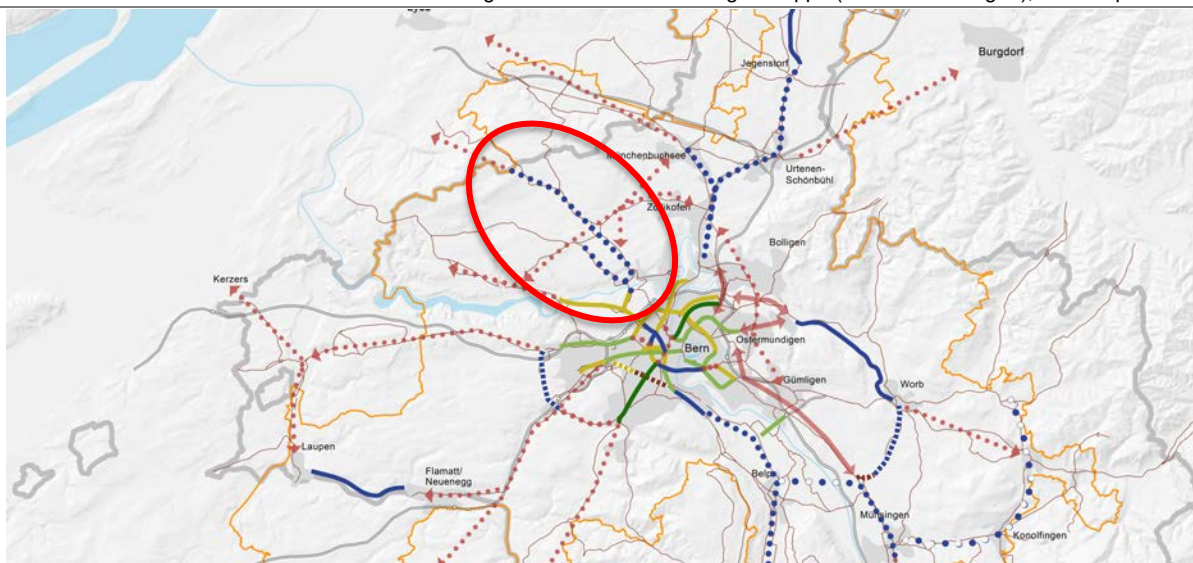 Burgdorf
Jegenstorf
Münchenbuchsee
Urtenen-
Schönbühl
Zollikofen
Bolligen
Kerzers
Ostermundigen
Bern
Gümligen
Worb
Laupen
Flamatt/
Neuenegg
Belp
Münsingen
Konolfingen